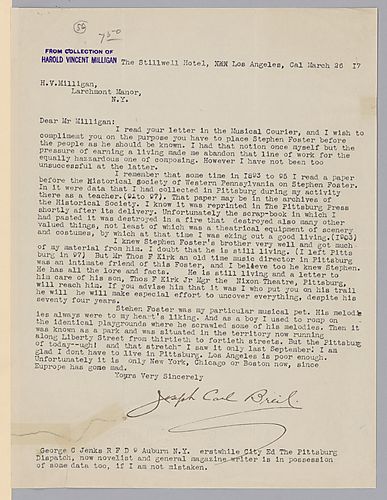 56
7.50
FROM COLLECTION OF
HAROLD VINCENT MILLIGAN
The Stillwell Hotel, Los Angeles, Cal March 26 17
H.V.Milligan,
Larchmont Manor,
N.Y.
Dear Mr Milligan:
I read your letter in the Musical Courier, and I wish to
compliment you on the purpose you have to place Stephen Foster before
the people as he should be known. I had that notion once myself but the
pressure of earning a living made me abandon that line of work for the
equally hazzardous one of composing. However I have not been too
unsuccessful at the latter.
I remember that some time in 1893 to 95 I read a paper
before the Historical Society of Western Pennsylvania on Stephen Foster.
In it were data that I had collected in Pittsburg during my activity
there as a teacher.(91to 97). That paper may be in the archives of
the Historical Society. I know it was reprinted in The Pittsburg Press
shortly after its delivery. Unfortunately the scrap-book in which I
had pasted it was destroyed in a fire that destroyed also many other
valued things, not least of which was a theatrical equipment of scenery
and costumes, by which at that time I was eking out a good living.(1903)
I knew Stephen Foster's brother very well and got much
of my material from him. I doubt that he is still living. (I left Pitts
burg in 97) But Mr Thos F Kirk an old time music director in Pittsburg
was an intimate friend of this Foster, and I believe too he knew Stephen.
He has all the lore and facts. He is still living and a letter to
him care of his son, Thos F Kirk Jr Mgr the Nixon Theatre, Pittsburg,
will reach him. If you advise him that it was I who put you on his trail
he will he will make especial effort to uncover everything, despite his
seventy four years.
Stehen Foster was my particular musical pet. His melod
ies always were to my heart's liking. And as a boy I used to romp on
the identical playgrounds where he scrawled some of his melodies. Then it
was known as a park and was situated in the territory now running
along Liberty Street from thirtieth to fortieth streets. But the Pittsburg
of today--ugh! and that stretch- I saw it only last September. I am
glad I dont have to live in Pittsburg. Los Angeles is poor enough.
Unfortunately it is only New York, Chicago or Boston now, since
Euprope has gone mad.
Yours Very Sincerely
Joseph Carl Breil.
George C Jenks R F D 9 Auburn N.Y. erstwhile City Ed The Pittsburg
Dispatch, now novelist and general magazine writer is in possession
of some data too, if I am not mistaken.